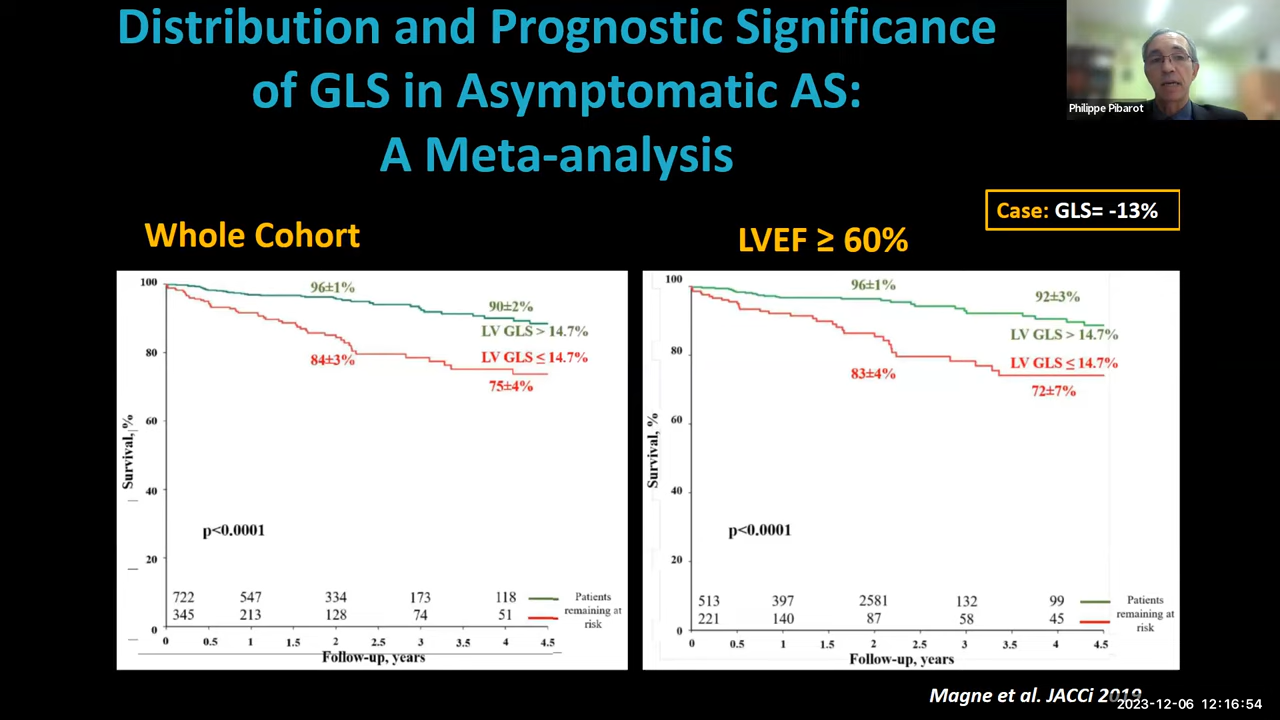 Distribution and Prognostic Significance
of GLS in Asymptomatic AS:
A Meta-analysis
Philippe Pibarot
Case: GLS= -13%
Whole Cohort
LVEF ≥ 60%
100
80
60
40
20
0
Survival, %
96±1%
90±2%
LV GLS > 14.7%
LV GLS ≤ 14.7%
84±3%
75±4%
p<0.0001
722 547 334 173 118
345 213 128 74 51
Patients
remaining at
risk
0 0.5 1 1.5 2 2.5 3 3.5 4 4.5
Follow-up, years
100
80
60
40
20
0
Survival, %
96±1%
92±3%
LV GLS > 14.7%
LV GLS ≤ 14.7%
83±4%
72±7%
p<0.0001
513 397 2581 132 99
221 140 87 58 45
Patients
remaining at
risk
0 0.5 1 1.5 2 2.5 3 3.5 4 4.5
Follow-up, years
Magne et al. JACCi 2019
2023-12-06 12:16:54